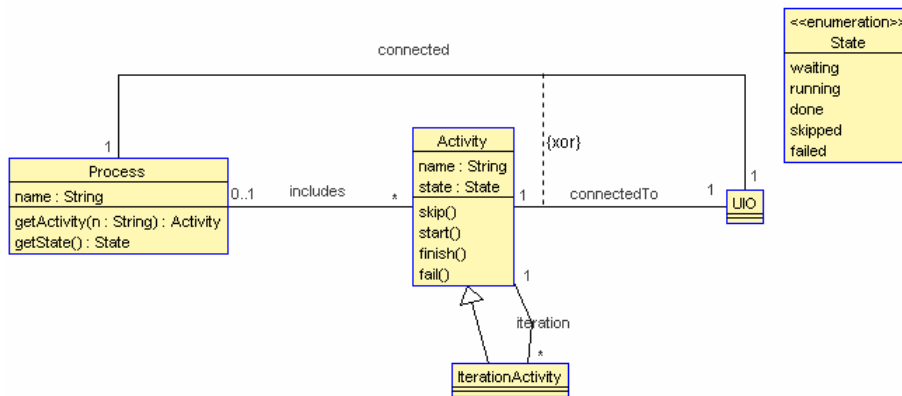 <<enumeration>>
State
waiting
running
done
skipped
failed
connected
1
1
{xor}
Process
name : String
getActivity(n : String) : Activity
getState() : State
0..1
includes
*
Activity
name : String
state : State
skip()
start()
finish()
fail()
1
connectedTo
1
UIO
1
iteration
*
IterationActivity